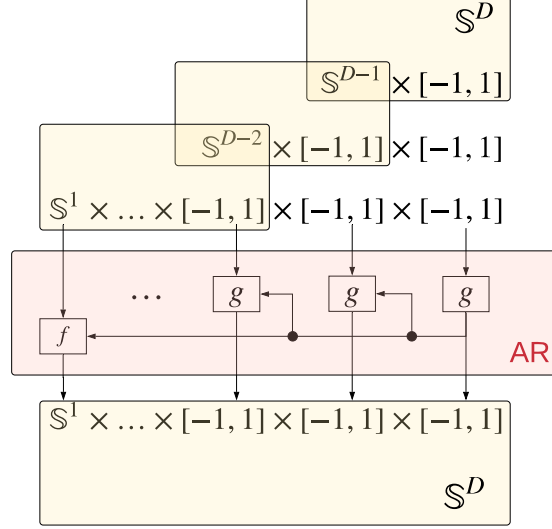 𝕊^D
𝕊^{D−1} × [−1, 1]
𝕊^{D−2} × [−1, 1] × [−1, 1]
𝕊^1 × … × [−1, 1] × [−1, 1] × [−1, 1]
… g g g
f
AR
𝕊^1 × … × [−1, 1] × [−1, 1] × [−1, 1]
𝕊^D